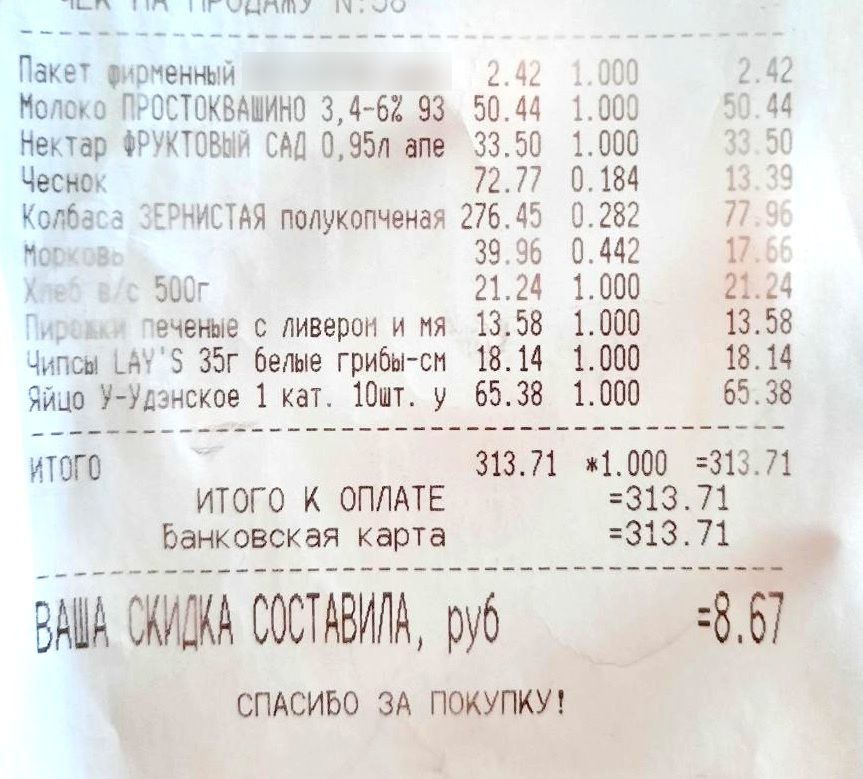 ЧЕК НА ПРОДАЖУ N:58
Пакет фирменный 2.42 1.000 2.42
Молоко ПРОСТОКВАШИНО 3,4-6% 93 50.44 1.000 50.44
Нектар ФРУКТОВЫЙ САД 0,95л апе 33.50 1.000 33.50
Чеснок 72.77 0.184 13.39
Колбаса ЗЕРНИСТАЯ полукопченая 276.45 0.282 77.96
Морковь 39.96 0.442 17.66
Хлеб в/с 500г 21.24 1.000 21.24
Пирожки печеные с ливером и мя 13.58 1.000 13.58
Чипсы LAY'S 35г белые грибы-см 18.14 1.000 18.14
Яйцо У-Удэнское 1 кат. 10шт. у 65.38 1.000 65.38
ИТОГО 313.71 *1.000 =313.71
ИТОГО К ОПЛАТЕ =313.71
Банковская карта =313.71
ВАША СКИДКА СОСТАВИЛА, руб =8.67
СПАСИБО ЗА ПОКУПКУ!